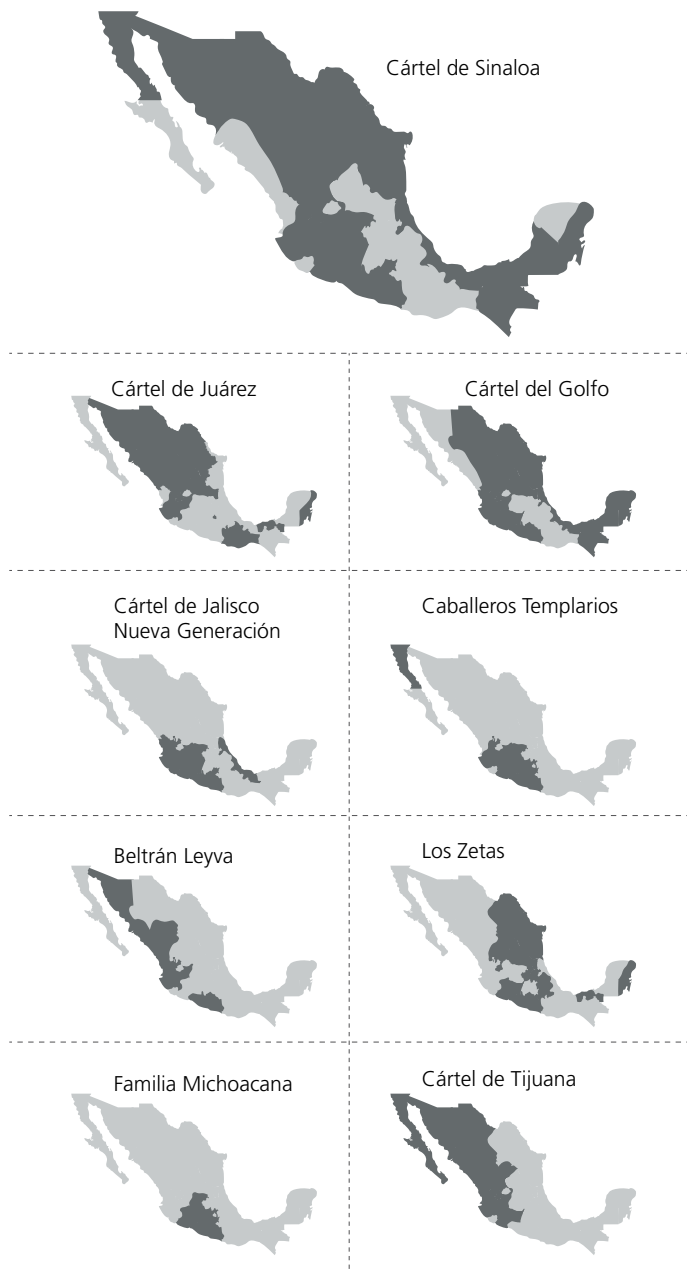 Cártel de Sinaloa
Cártel de Juárez
Cártel del Golfo
Cártel de Jalisco
Nueva Generación
Caballeros Templarios
Beltrán Leyva
Los Zetas
Familia Michoacana
Cártel de Tijuana